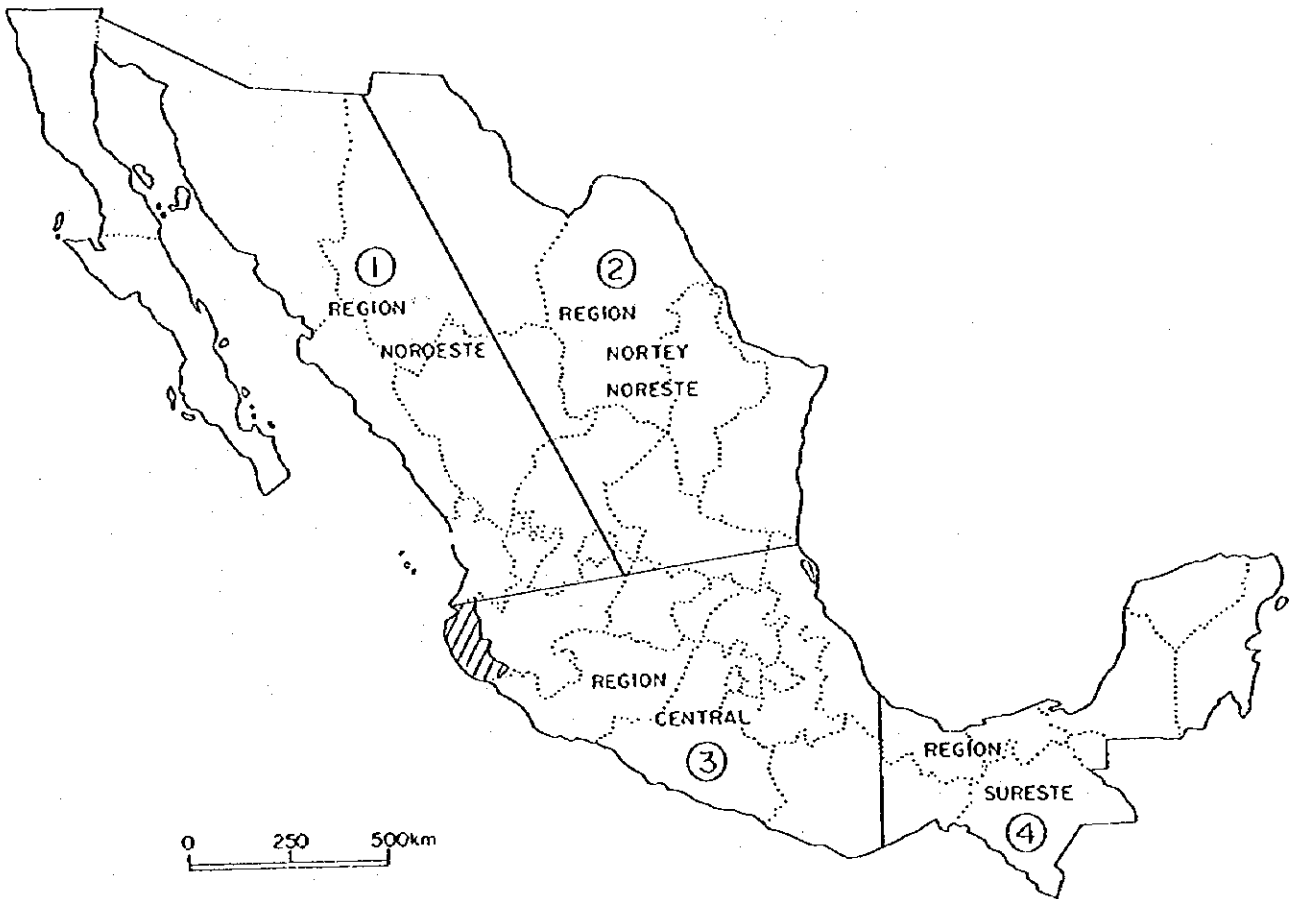 ①
REGION
NOROESTE
②
REGION
NORTEY
NORESTE
REGION
CENTRAL
③
REGION
SURESTE
④
0 250 500km